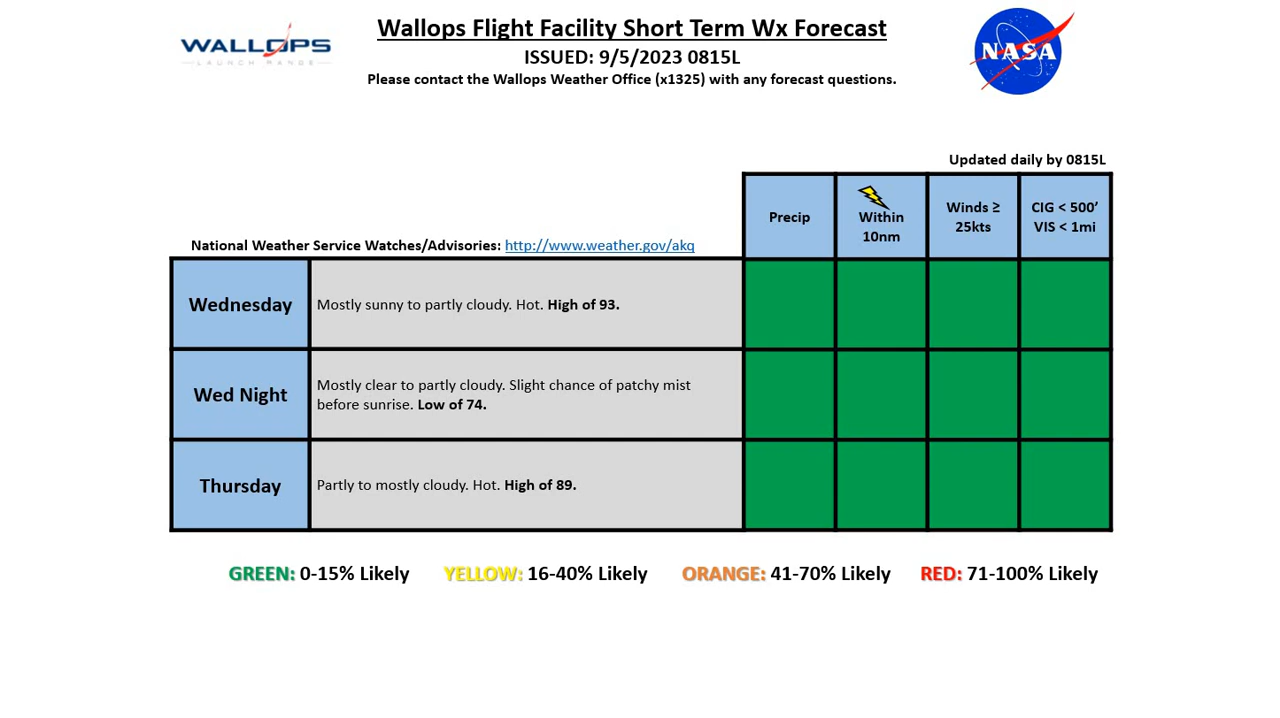 WALLOPS
LAUNCH RANGE
Wallops Flight Facility Short Term Wx Forecast
ISSUED: 9/5/2023 0815L
Please contact the Wallops Weather Office (x1325) with any forecast questions.
NASA
Updated daily by 0815L
National Weather Service Watches/Advisories: http://www.weather.gov/akq
Precip
Within
10nm
Winds ≥
25kts
CIG < 500’
VIS < 1mi
Wednesday
Mostly sunny to partly cloudy. Hot. High of 93.
Wed Night
Mostly clear to partly cloudy. Slight chance of patchy mist
before sunrise. Low of 74.
Thursday
Partly to mostly cloudy. Hot. High of 89.
GREEN: 0-15% Likely YELLOW: 16-40% Likely ORANGE: 41-70% Likely RED: 71-100% Likely